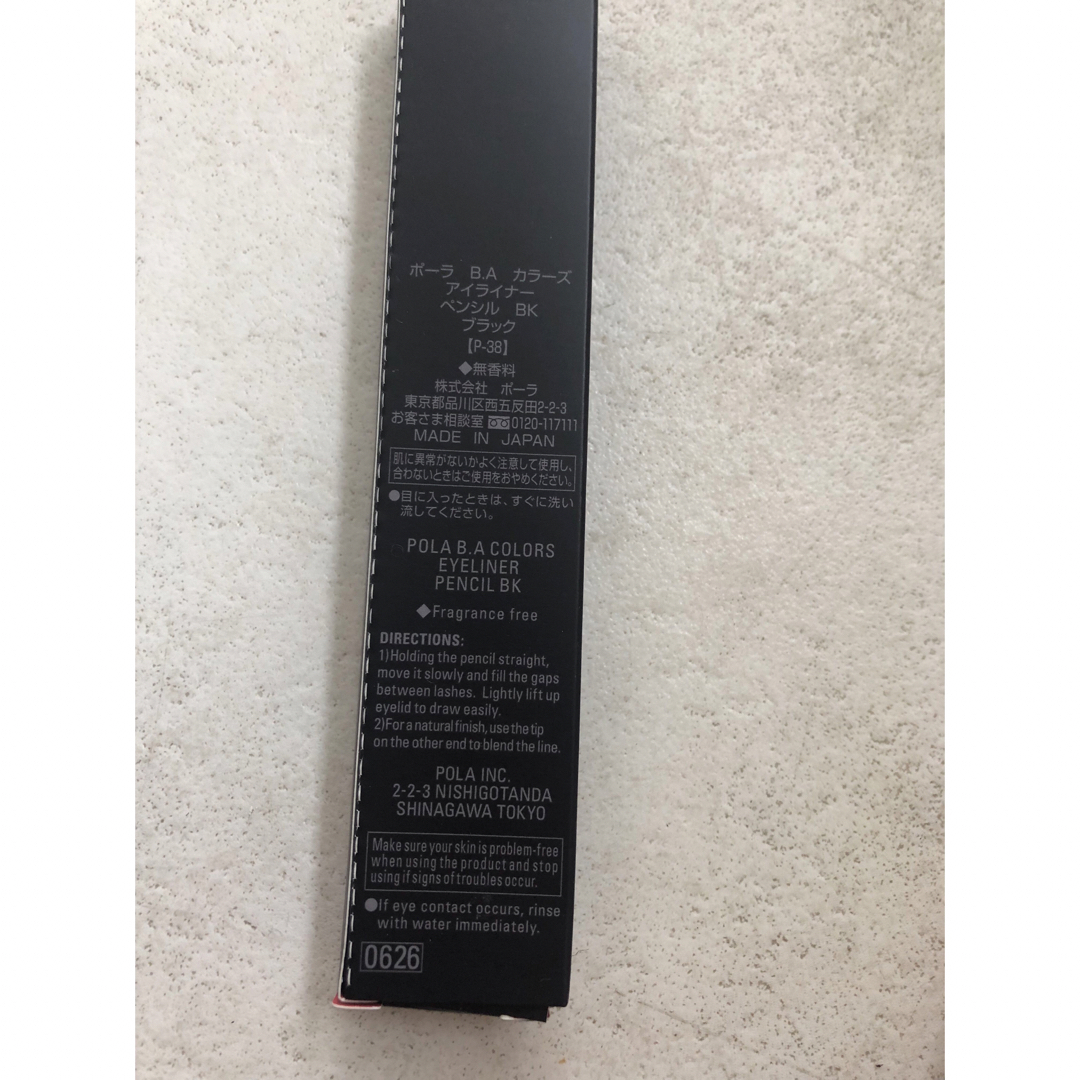 ポーラ B.A カラーズ
アイライナー
ペンシル BK
ブラック
【P-38】
◆無香料
株式会社 ポーラ
東京都品川区西五反田2-2-3
お客さま相談室 0120-117111
MADE IN JAPAN
肌に異常がないかよく注意して使用し、
合わないときはご使用をおやめください。
●目に入ったときは、すぐに洗い
流してください。
POLA B.A COLORS
EYELINER
PENCIL BK
◆Fragrance free
DIRECTIONS:
1)Holding the pencil straight,
move it slowly and fill the gaps
between lashes. Lightly lift up
eyelid to draw easily.
2)For a natural finish, use the tip
on the other end to blend the line.
POLA INC.
2-2-3 NISHIGOTANDA
SHINAGAWA TOKYO
Make sure your skin is problem-free
when using the product and stop
using if signs of troubles occur.
●If eye contact occurs, rinse
with water immediately.
0626